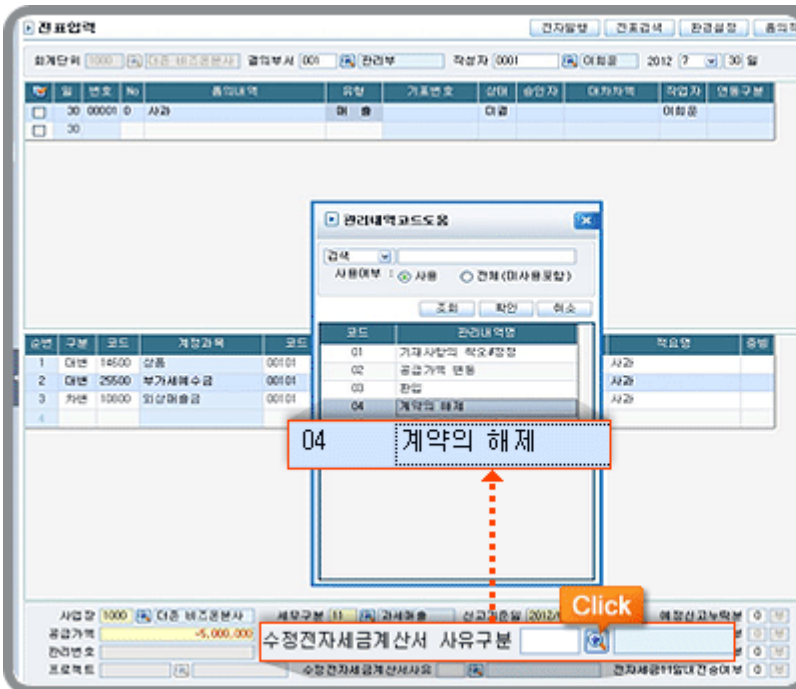 전표입력
전자발행 전표검색 환경설정
회계단위 1000 더존 비즈온본사 결의부서 001 관리부 작성자 0001 이희윤 2012 7 30 일
일 번호 No 품의내역 유형 기표번호 상태 승인자 대차차액 작업자 연동구분
30 00001 0 사과 매 출 미결
30
관리내역코드도움
검색
사용여부 : 사용 전체(미사용포함)
조회 확인 취소
코드 관리내역명
01 기재사항의 착오#정정
02 공급가액 변동
03 환입
04 계약의 해제
순번 구분 코드 계정과목 코드 적요명 증빙
1 대변 14600 상품 00101 사과
2 대변 25500 부가세예수금 00101 사과
3 차변 10800 외상매출금 00101 사과
4
04 계약의 해제
Click
사업장 1000 더존 비즈온본사 세무구분 11 과세매출 신고기준일 예정신고누락분 0
공급가액 -5,000,000
수정전자세금계산서 사유구분
관리번호
프로젝트 수정전자세금계산서사유 전자세금11일내전송여부 0